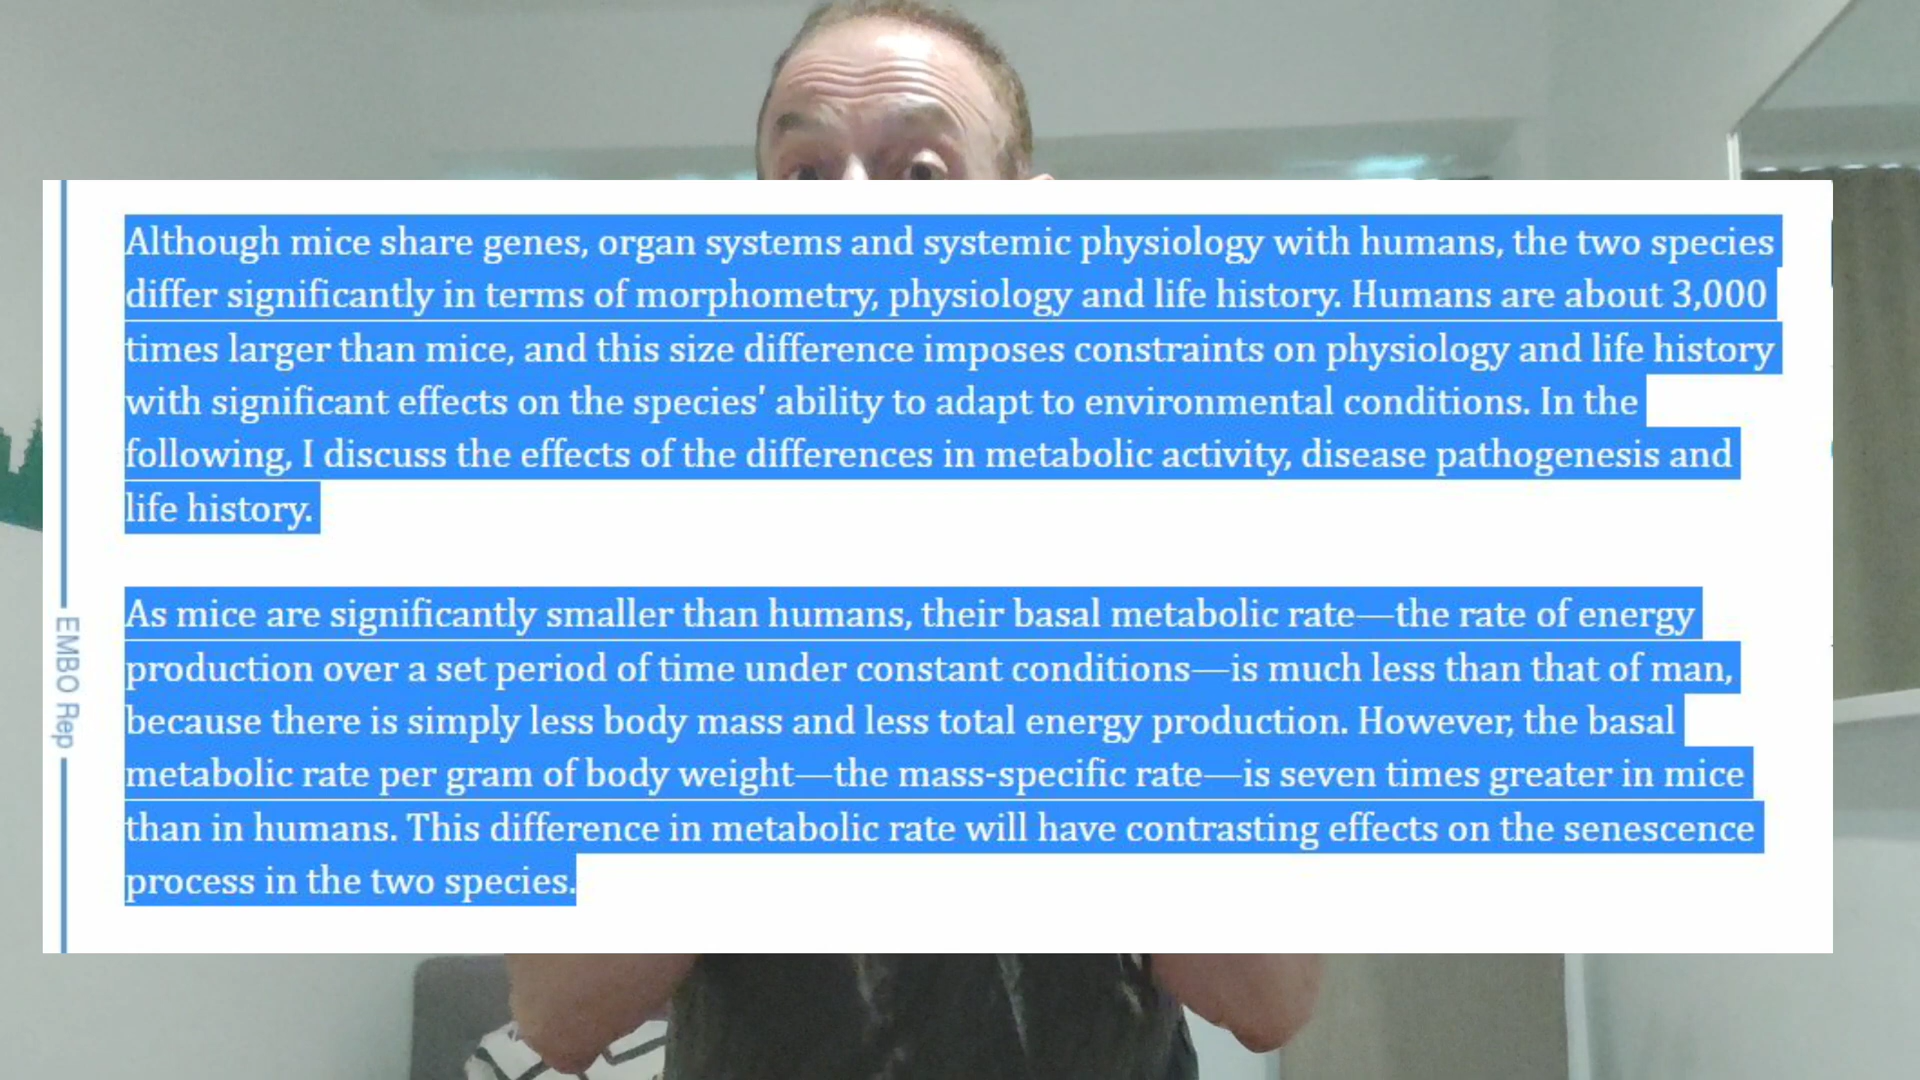 Although mice share genes, organ systems and systemic physiology with humans, the two species
differ significantly in terms of morphometry, physiology and life history. Humans are about 3,000
times larger than mice, and this size difference imposes constraints on physiology and life history
with significant effects on the species' ability to adapt to environmental conditions. In the
following, I discuss the effects of the differences in metabolic activity, disease pathogenesis and
life history.
As mice are significantly smaller than humans, their basal metabolic rate—the rate of energy
production over a set period of time under constant conditions—is much less than that of man,
because there is simply less body mass and less total energy production. However, the basal
metabolic rate per gram of body weight—the mass-specific rate—is seven times greater in mice
than in humans. This difference in metabolic rate will have contrasting effects on the senescence
process in the two species.
EMBO Rep